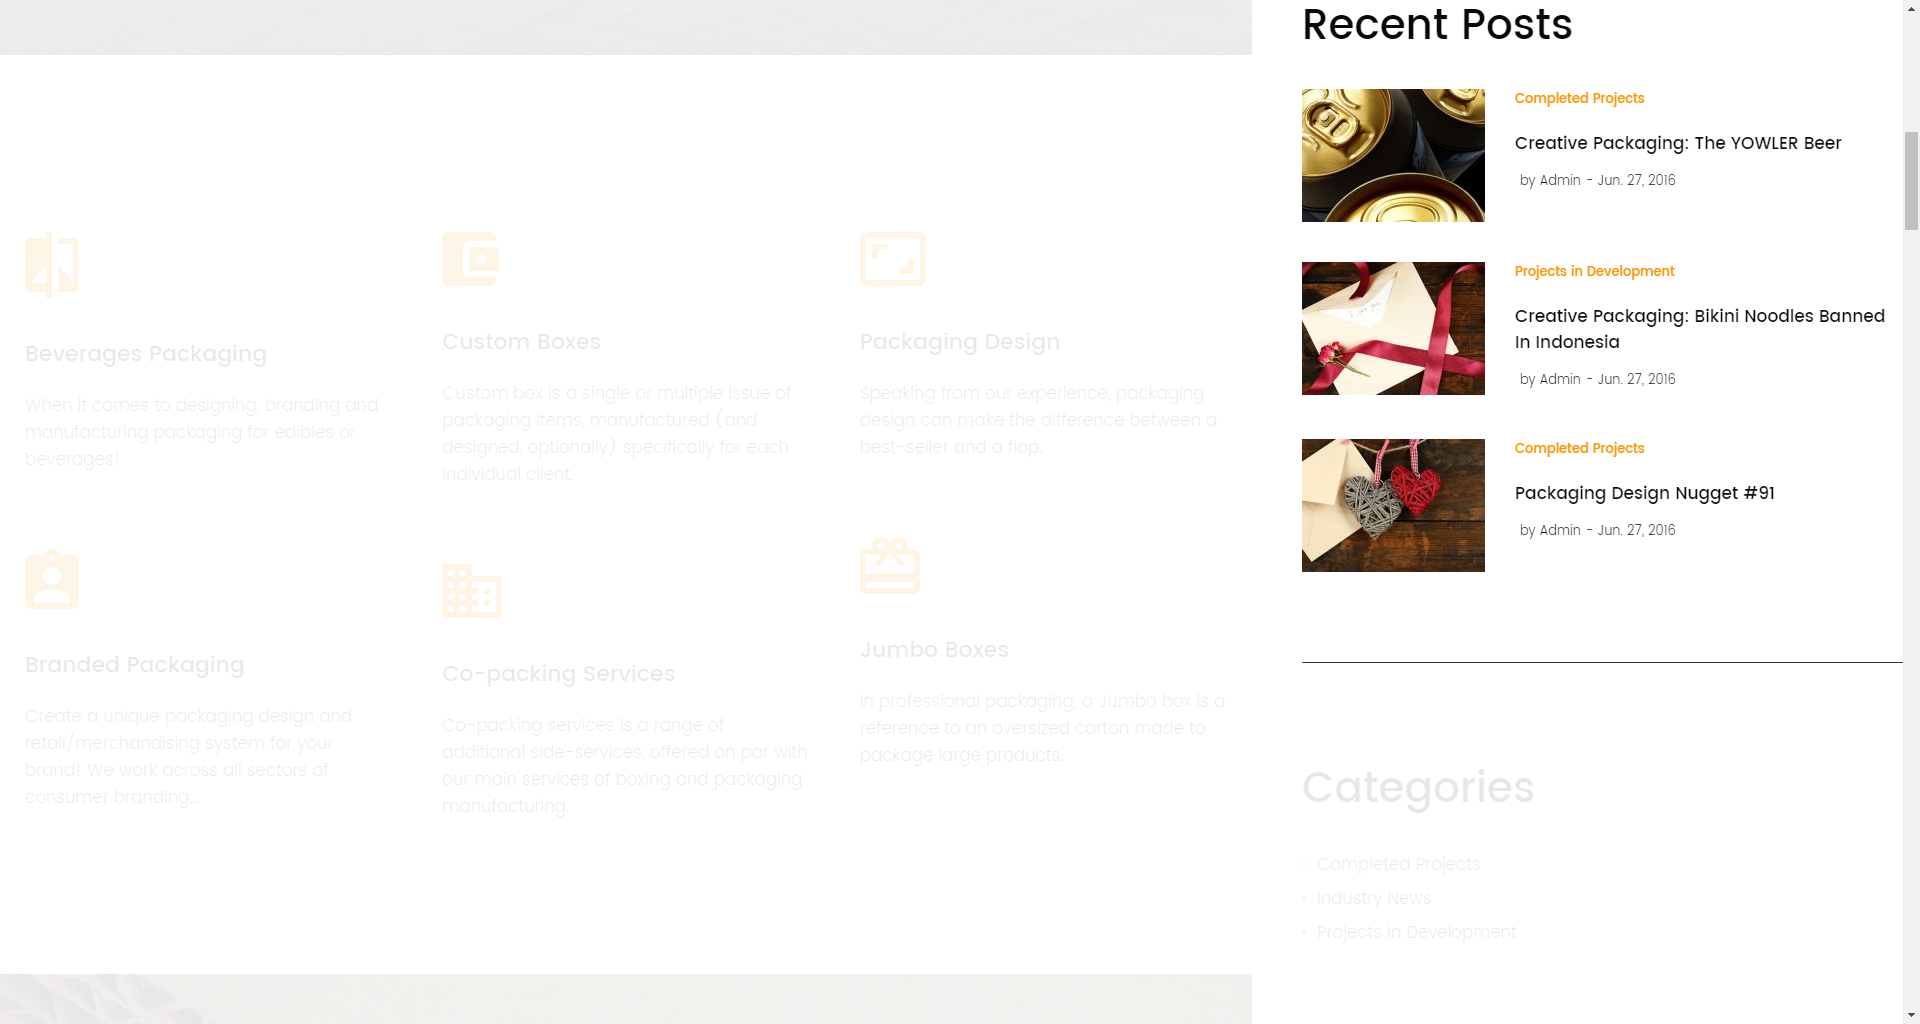 Beverages Packaging
When it comes to designing, branding and
manufacturing packaging for edibles or
beverages!
Custom Boxes
Custom box is a single or multiple issue of
packaging items, manufactured (and
designed, optionally) specifically for each
individual client.
Packaging Design
Speaking from our experience, packaging
design can make the difference between a
best-seller and a flop.
Branded Packaging
Create a unique packaging design and
retail/merchandising system for your
brand! We work across all sectors of
consumer branding...
Co-packing Services
Co-packing services is a range of
additional side-services, offered on par with
our main services of boxing and packaging
manufacturing.
Jumbo Boxes
In professional packaging, a Jumbo box is a
reference to an oversized carton made to
package large products.
Recent Posts
Completed Projects
Creative Packaging: The YOWLER Beer
by Admin - Jun. 27, 2016
Projects in Development
Creative Packaging: Bikini Noodles Banned
In Indonesia
by Admin - Jun. 27, 2016
Completed Projects
Packaging Design Nugget #91
by Admin - Jun. 27, 2016
Categories
Completed Projects
Industry News
Projects in Development